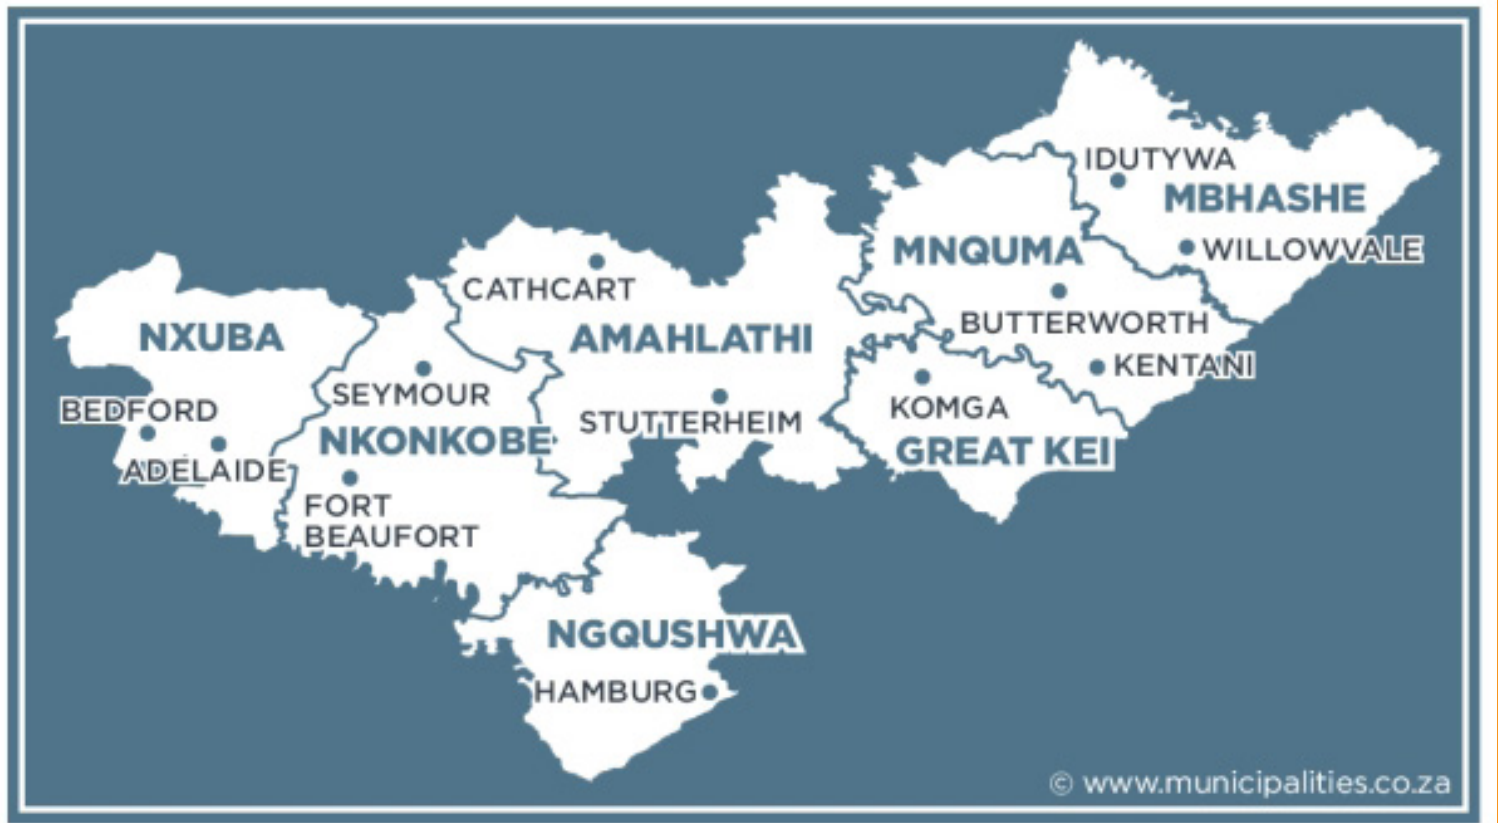 IDUTYWA
MBHASHE
WILLOWVALE
MNQUMA
BUTTERWORTH
KENTANI
CATHCART
AMAHLATHI
STUTTERHEIM
KOMGA
GREAT KEI
NXUBA
BEDFORD
ADELAIDE
SEYMOUR
NKONKOBE
FORT
BEAUFORT
NGQUSHWA
HAMBURG
© www.municipalities.co.za